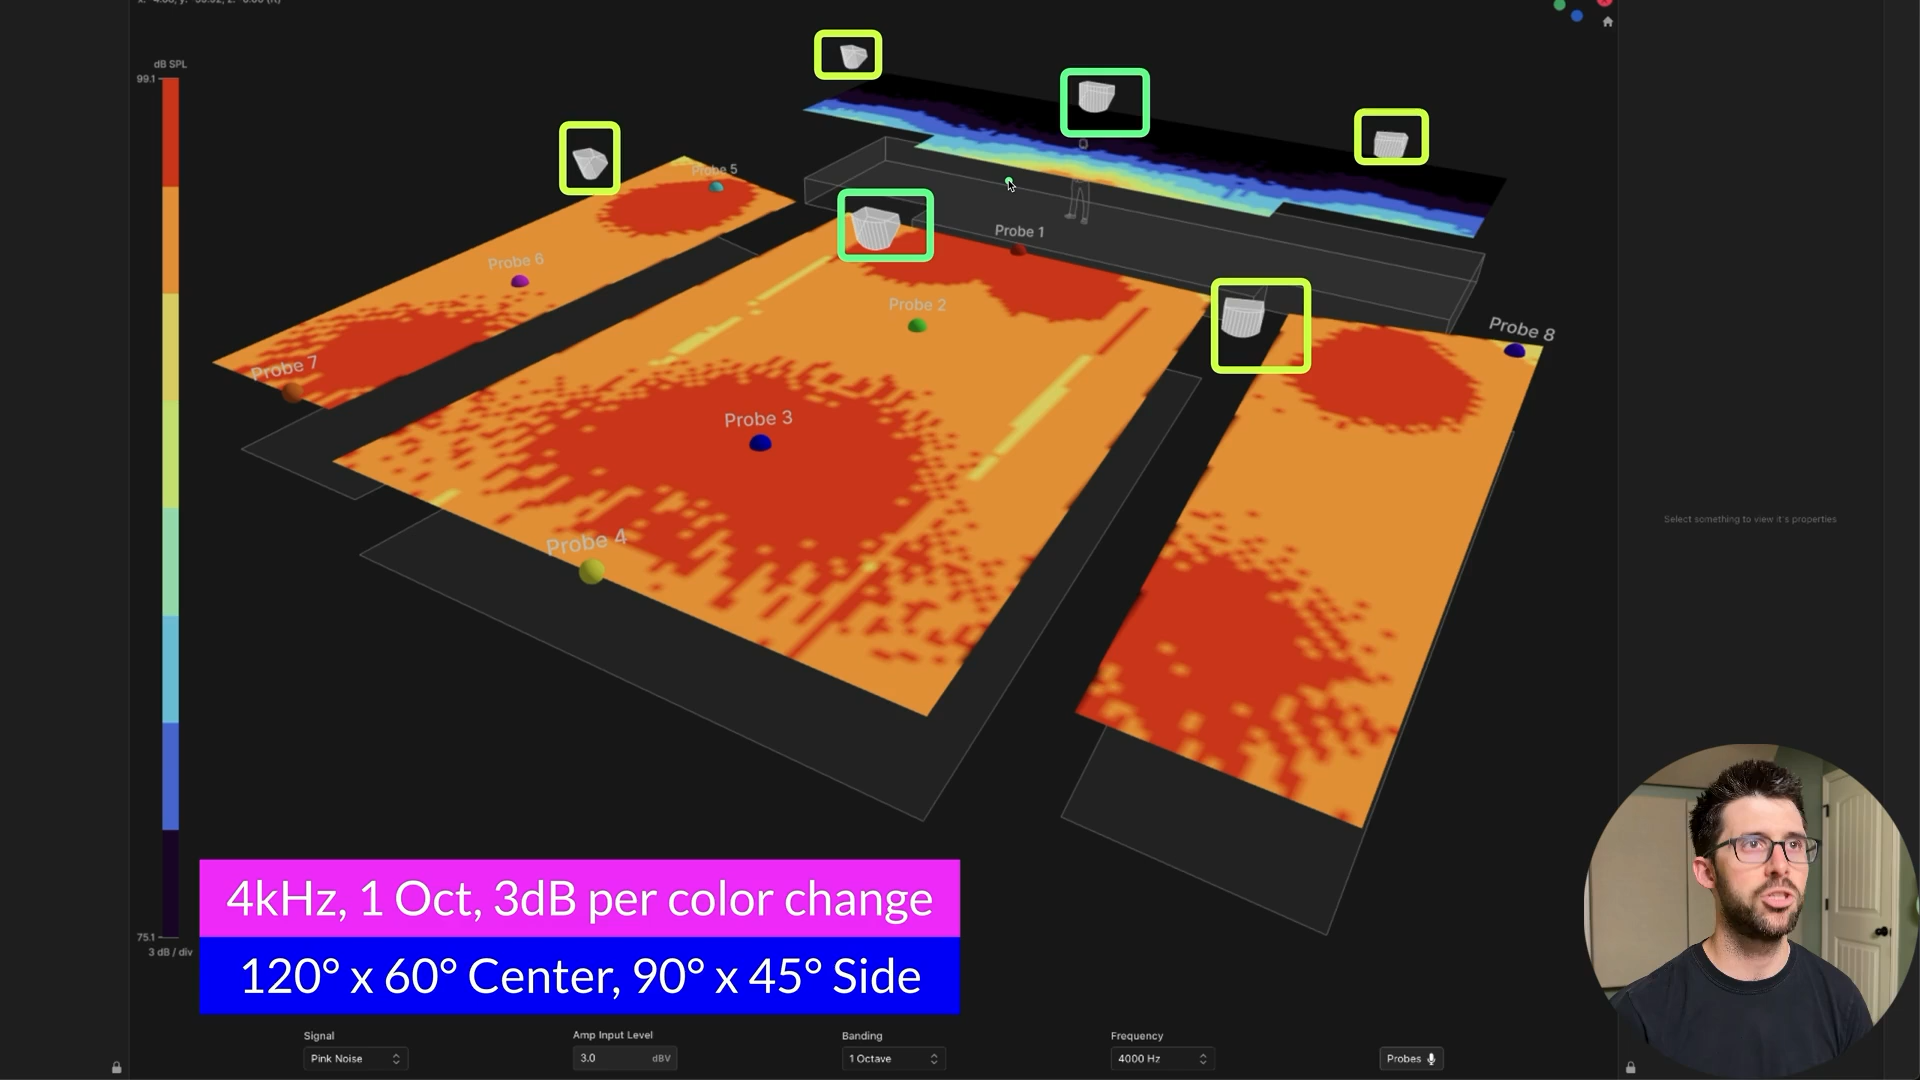 dB SPL
99.1
Probe 5
Probe 1
Probe 6
Probe 2
Probe 8
Probe 7
Probe 3
Select something to view it's properties
Probe 4
75.1
3 dB / div
4kHz, 1 Oct, 3dB per color change
120° x 60° Center, 90° x 45° Side
Signal
Pink Noise
Amp Input Level
3.0 dBV
Banding
1 Octave
Frequency
4000 Hz
Probes